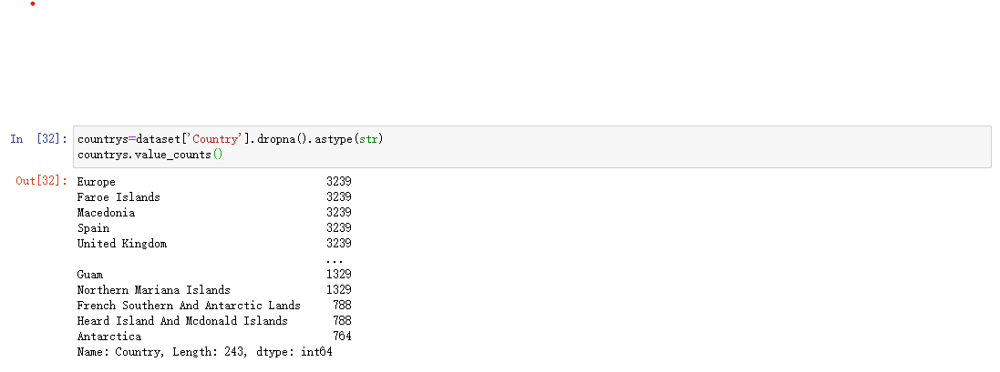 In [32]: countrys=dataset['Country'].dropna().astype(str)
countrys.value_counts()
Out[32]: Europe 3239
Faroe Islands 3239
Macedonia 3239
Spain 3239
United Kingdom 3239
...
Guam 1329
Northern Mariana Islands 1329
French Southern And Antarctic Lands 788
Heard Island And Mcdonald Islands 788
Antarctica 764
Name: Country, Length: 243, dtype: int64